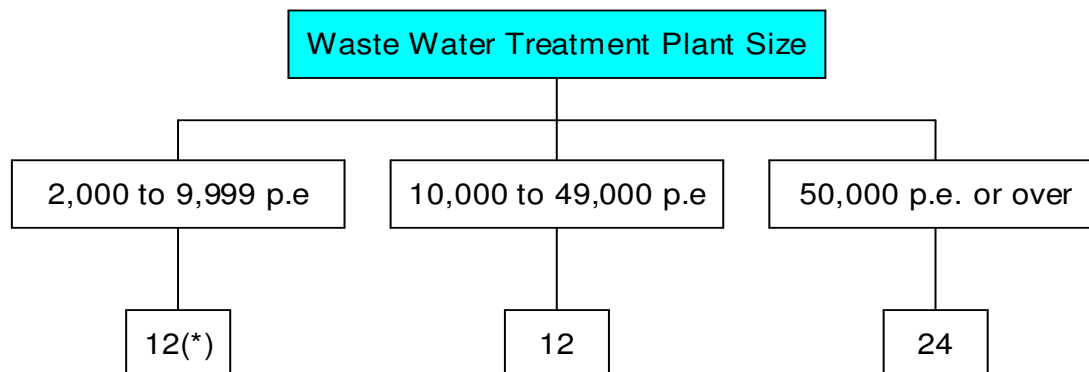 Waste Water Treatment Plant Size
2,000 to 9,999 p.e
10,000 to 49,000 p.e
50,000 p.e. or over
12(*)
12
24